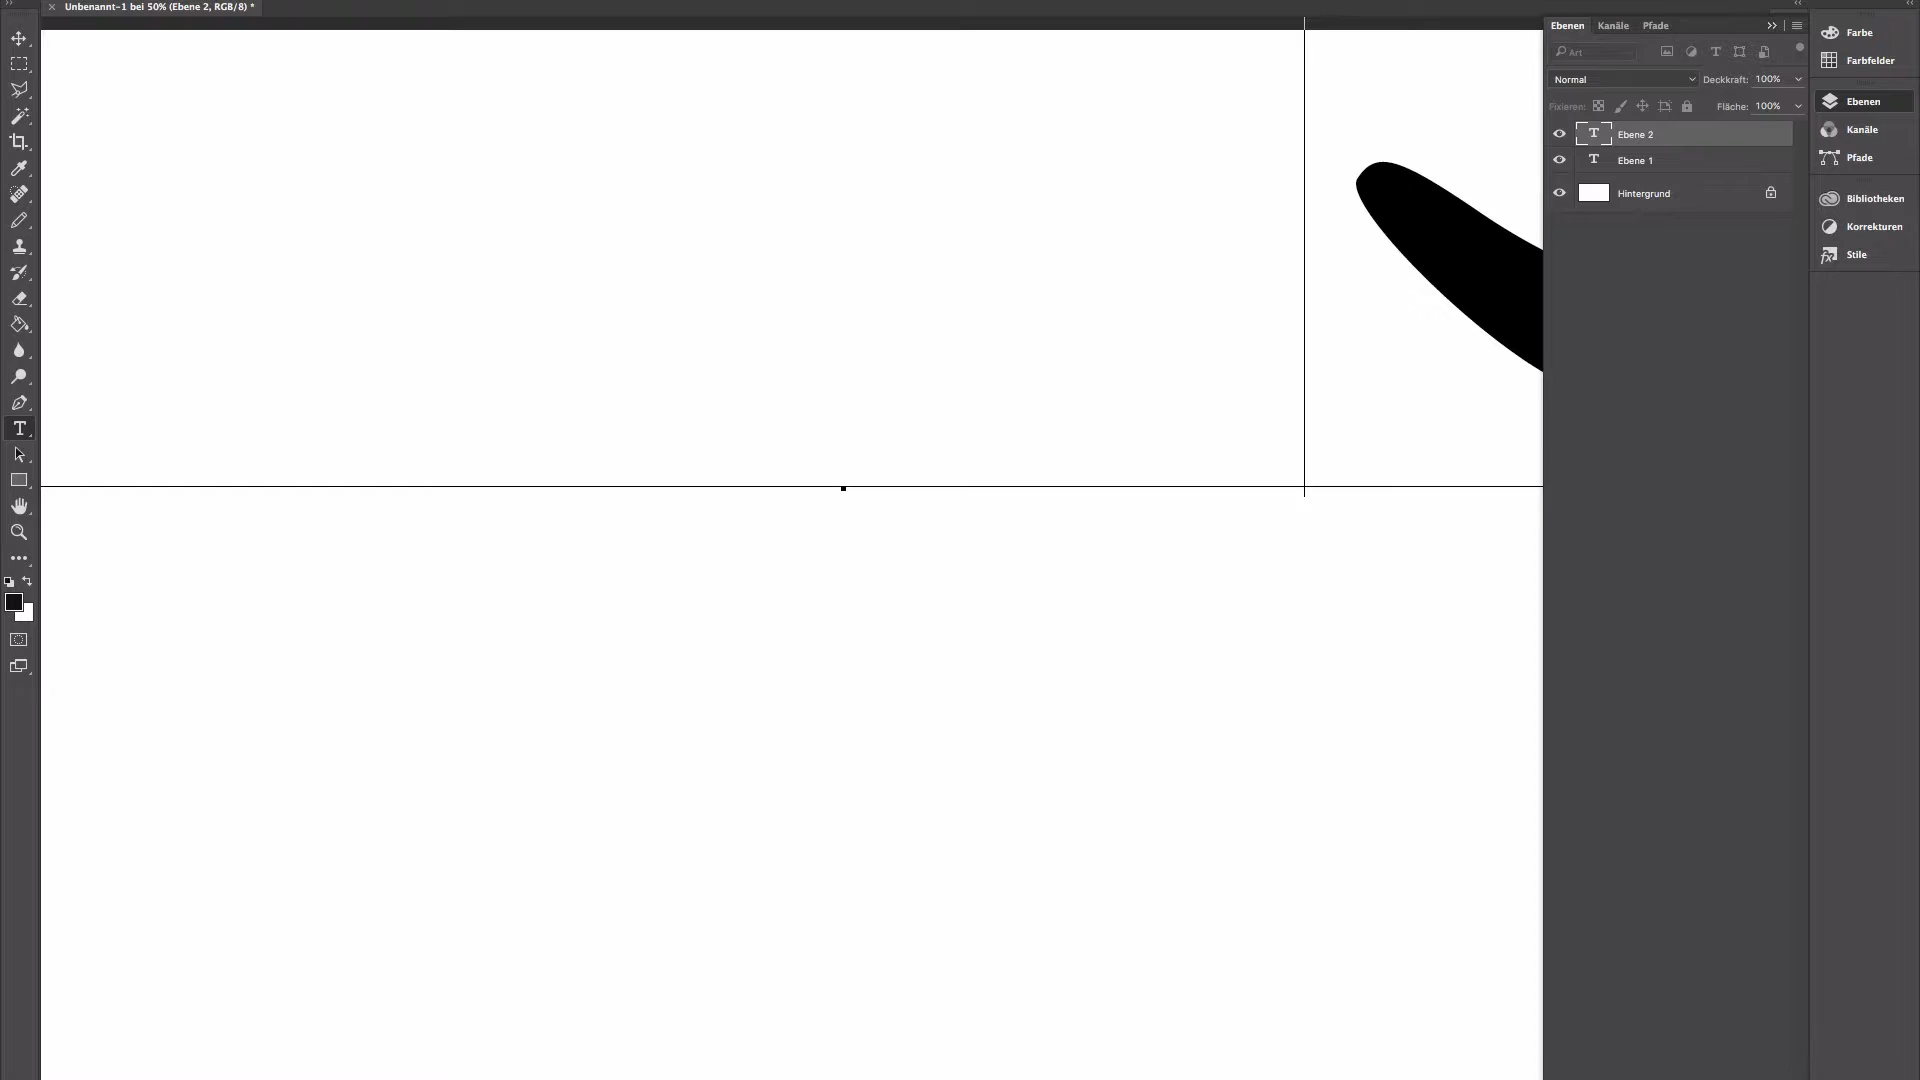 Unbenannt-1 bei 50% (Ebene 2, RGB/8) *
Ebenen Kanäle Pfade
Art
Normal Deckkraft: 100%
Fixieren: Fläche: 100%
T Ebene 2
T Ebene 1
Hintergrund
Farbe
Farbfelder
Ebenen
Kanäle
Pfade
Bibliotheken
Korrekturen
fx Stile